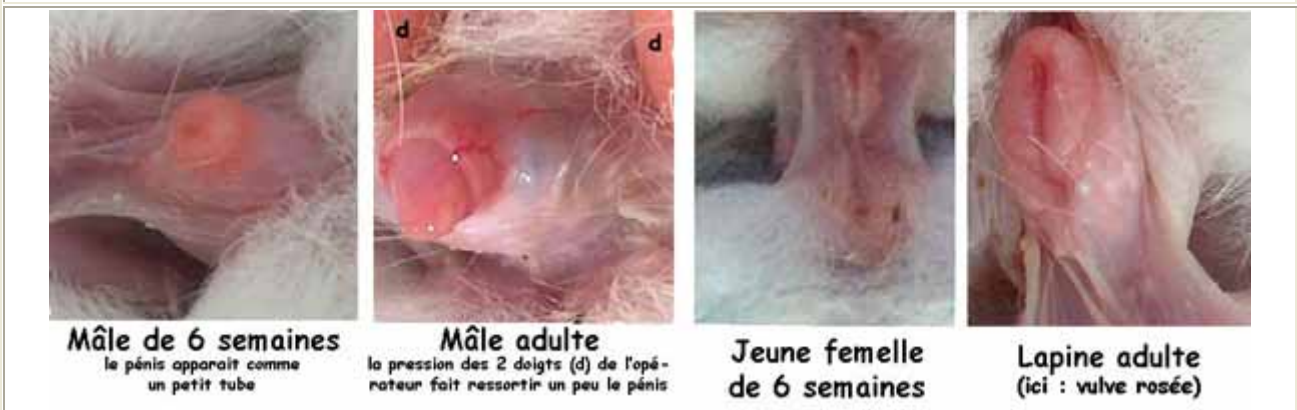 d
d
Mâle de 6 semaines
le pénis apparait comme
un petit tube
Mâle adulte
la pression des 2 doigts (d) de l'opé-
rateur fait ressortir un peu le pénis
Jeune femelle
de 6 semaines
Lapine adulte
(ici : vulve rosée)